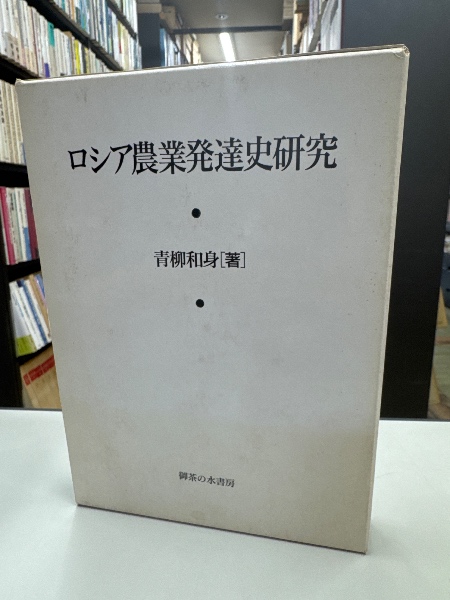 ロシア農業発達史研究
青柳和身[著]
御茶の水書房